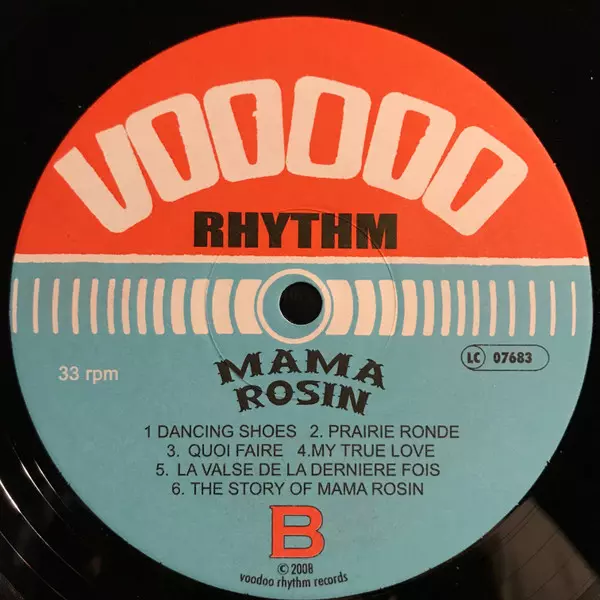 VOODOO
RHYTHM
33 rpm
LC 07683
MAMA
ROSIN
1 DANCING SHOES 2. PRAIRIE RONDE
3. QUOI FAIRE 4.MY TRUE LOVE
5. LA VALSE DE LA DERNIERE FOIS
6. THE STORY OF MAMA ROSIN
B
© 2008
voodoo rhythm records